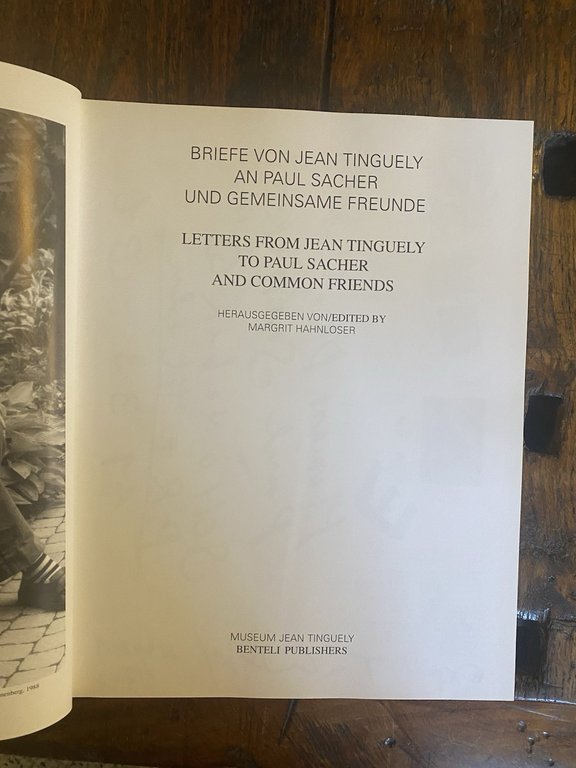 BRIEFE VON JEAN TINGUELY
AN PAUL SACHER
UND GEMEINSAME FREUNDE
LETTERS FROM JEAN TINGUELY
TO PAUL SACHER
AND COMMON FRIENDS
HERAUSGEGEBEN VON/EDITED BY
MARGRIT HAHNLOSER
MUSEUM JEAN TINGUELY
BENTELI PUBLISHERS
1988